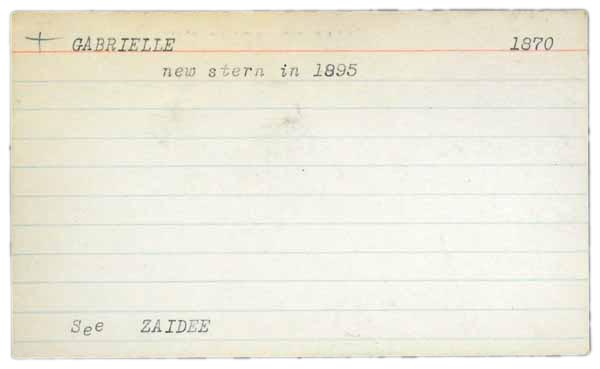 + GABRIELLE 1870
new stern in 1895
See ZAIDEE